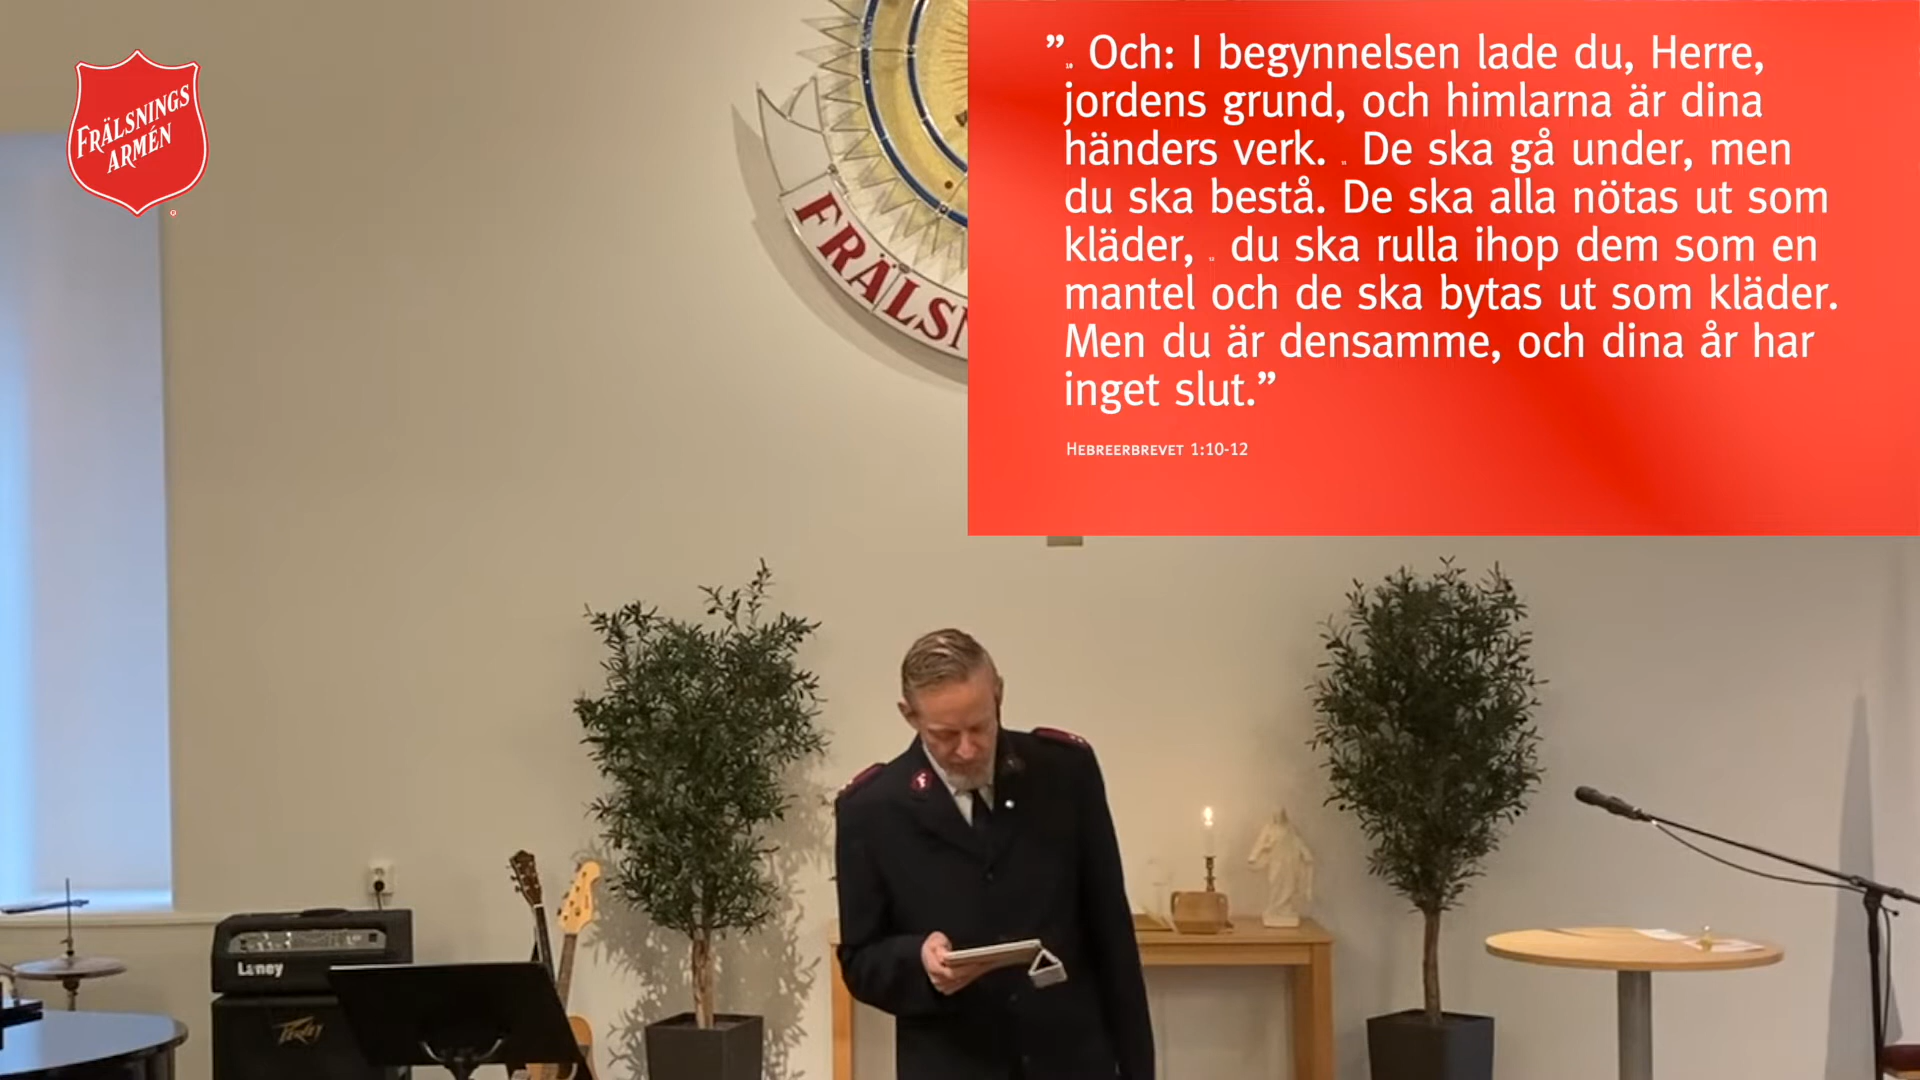 FRÄLSNINGS
ARMÉN
” Och: I begynnelsen lade du, Herre,
jordens grund, och himlarna är dina
händers verk. De ska gå under, men
du ska bestå. De ska alla nötas ut som
kläder, du ska rulla ihop dem som en
mantel och de ska bytas ut som kläder.
Men du är densamme, och dina år har
inget slut.”
HEBREERBREVET 1:10-12
FRÄLSN
Laney
PEAVEY